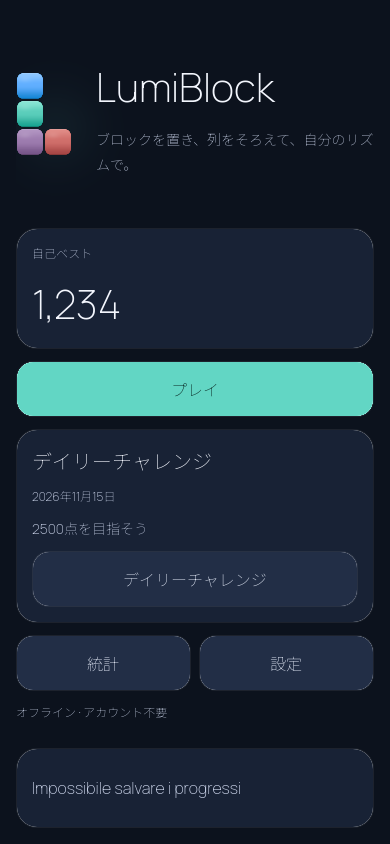 LumiBlock
ブロックを置き、列をそろえて、自分のリズ
ムで。
自己ベスト
1,234
プレイ
デイリーチャレンジ
2026年11月15日
2500点を目指そう
デイリーチャレンジ
統計
設定
オフライン·アカウント不要
Impossibile salvare i progressi